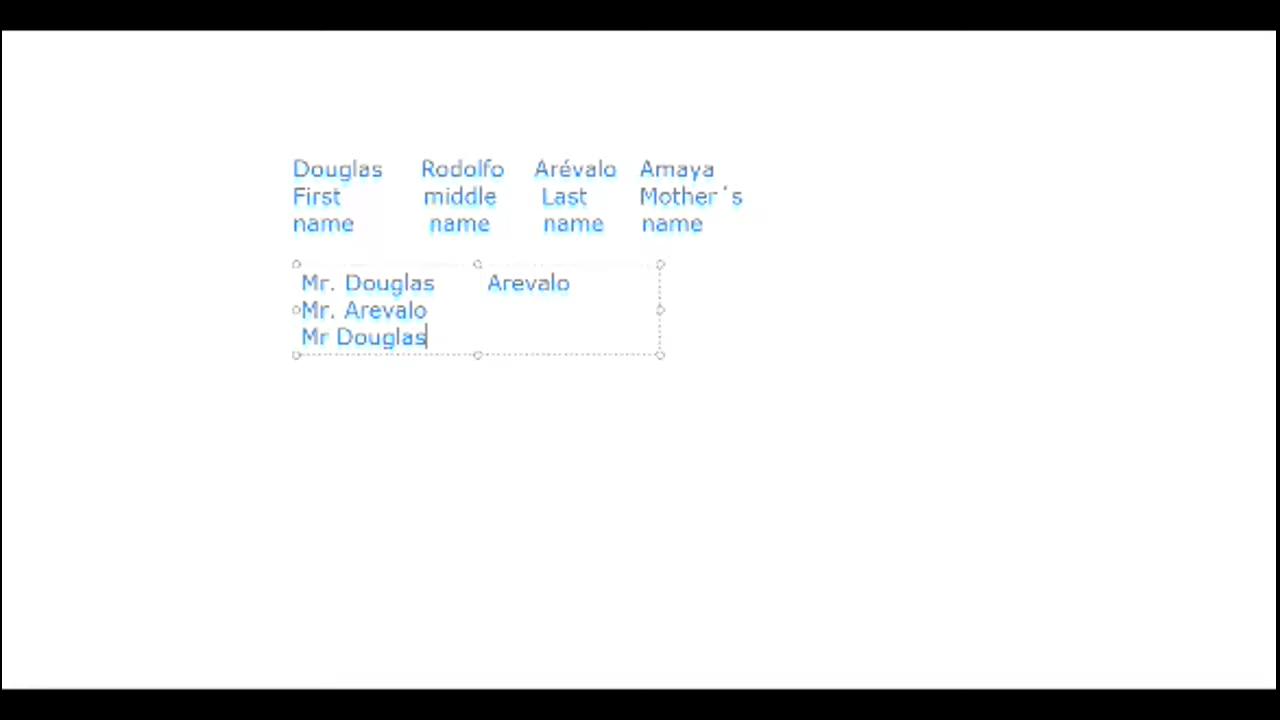 Douglas Rodolfo Arévalo Amaya
First middle Last Mother´s
name name name name
Mr. Douglas Arevalo
Mr. Arevalo
Mr Douglas